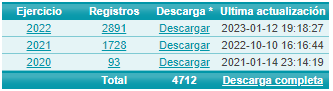 Ejercicio Registros Descarga * Ultima actualización
2022 2891 Descargar 2023-01-12 19:18:27
2021 1728 Descargar 2022-10-10 16:16:44
2020 93 Descargar 2021-01-14 23:14:19
Total 4712 Descarga completa